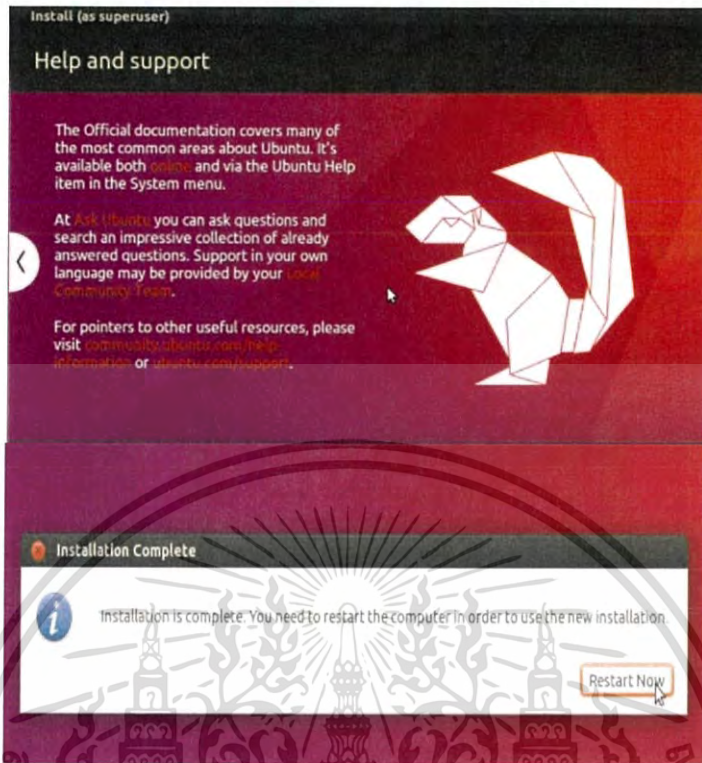 Install (as superuser)
Help and support
The Official documentation covers many of
the most common areas about Ubuntu. It's
available both online and via the Ubuntu Help
item in the System menu.
At Ask Ubuntu you can ask questions and
search an impressive collection of already
answered questions. Support in your own
language may be provided by your Local
Community Team.
For pointers to other useful resources, please
visit community.ubuntu.com/help-
information or ubuntu.com/support.
Installation Complete
Installation is complete. You need to restart the computer in order to use the new installation.
Restart Now